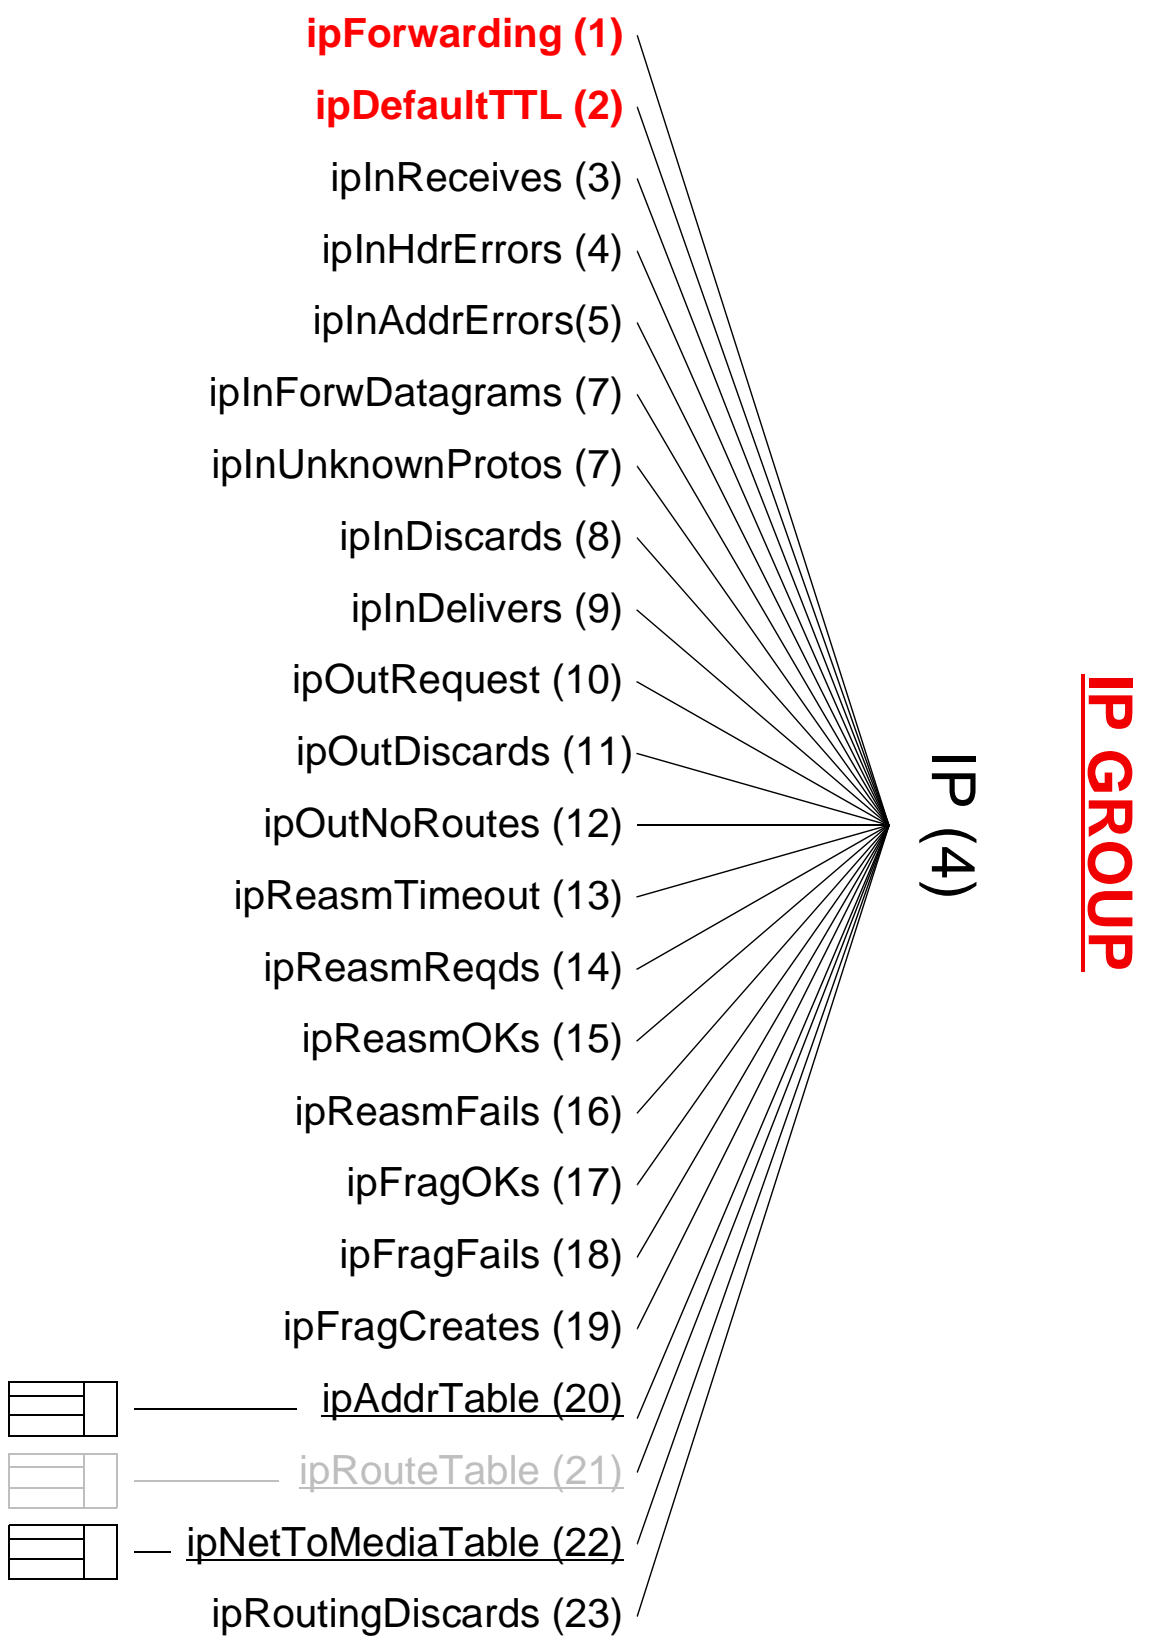 ipForwarding (1)
ipDefaultTTL (2)
ipInReceives (3)
ipInHdrErrors (4)
ipInAddrErrors(5)
ipInForwDatagrams (7)
ipInUnknownProtos (7)
ipInDiscards (8)
ipInDelivers (9)
ipOutRequest (10)
ipOutDiscards (11)
ipOutNoRoutes (12)
ipReasmTimeout (13)
ipReasmReqds (14)
ipReasmOKs (15)
ipReasmFails (16)
ipFragOKs (17)
ipFragFails (18)
ipFragCreates (19)
ipAddrTable (20)
ipRouteTable (21)
ipNetToMediaTable (22)
ipRoutingDiscards (23)
IP (4)
IP GROUP